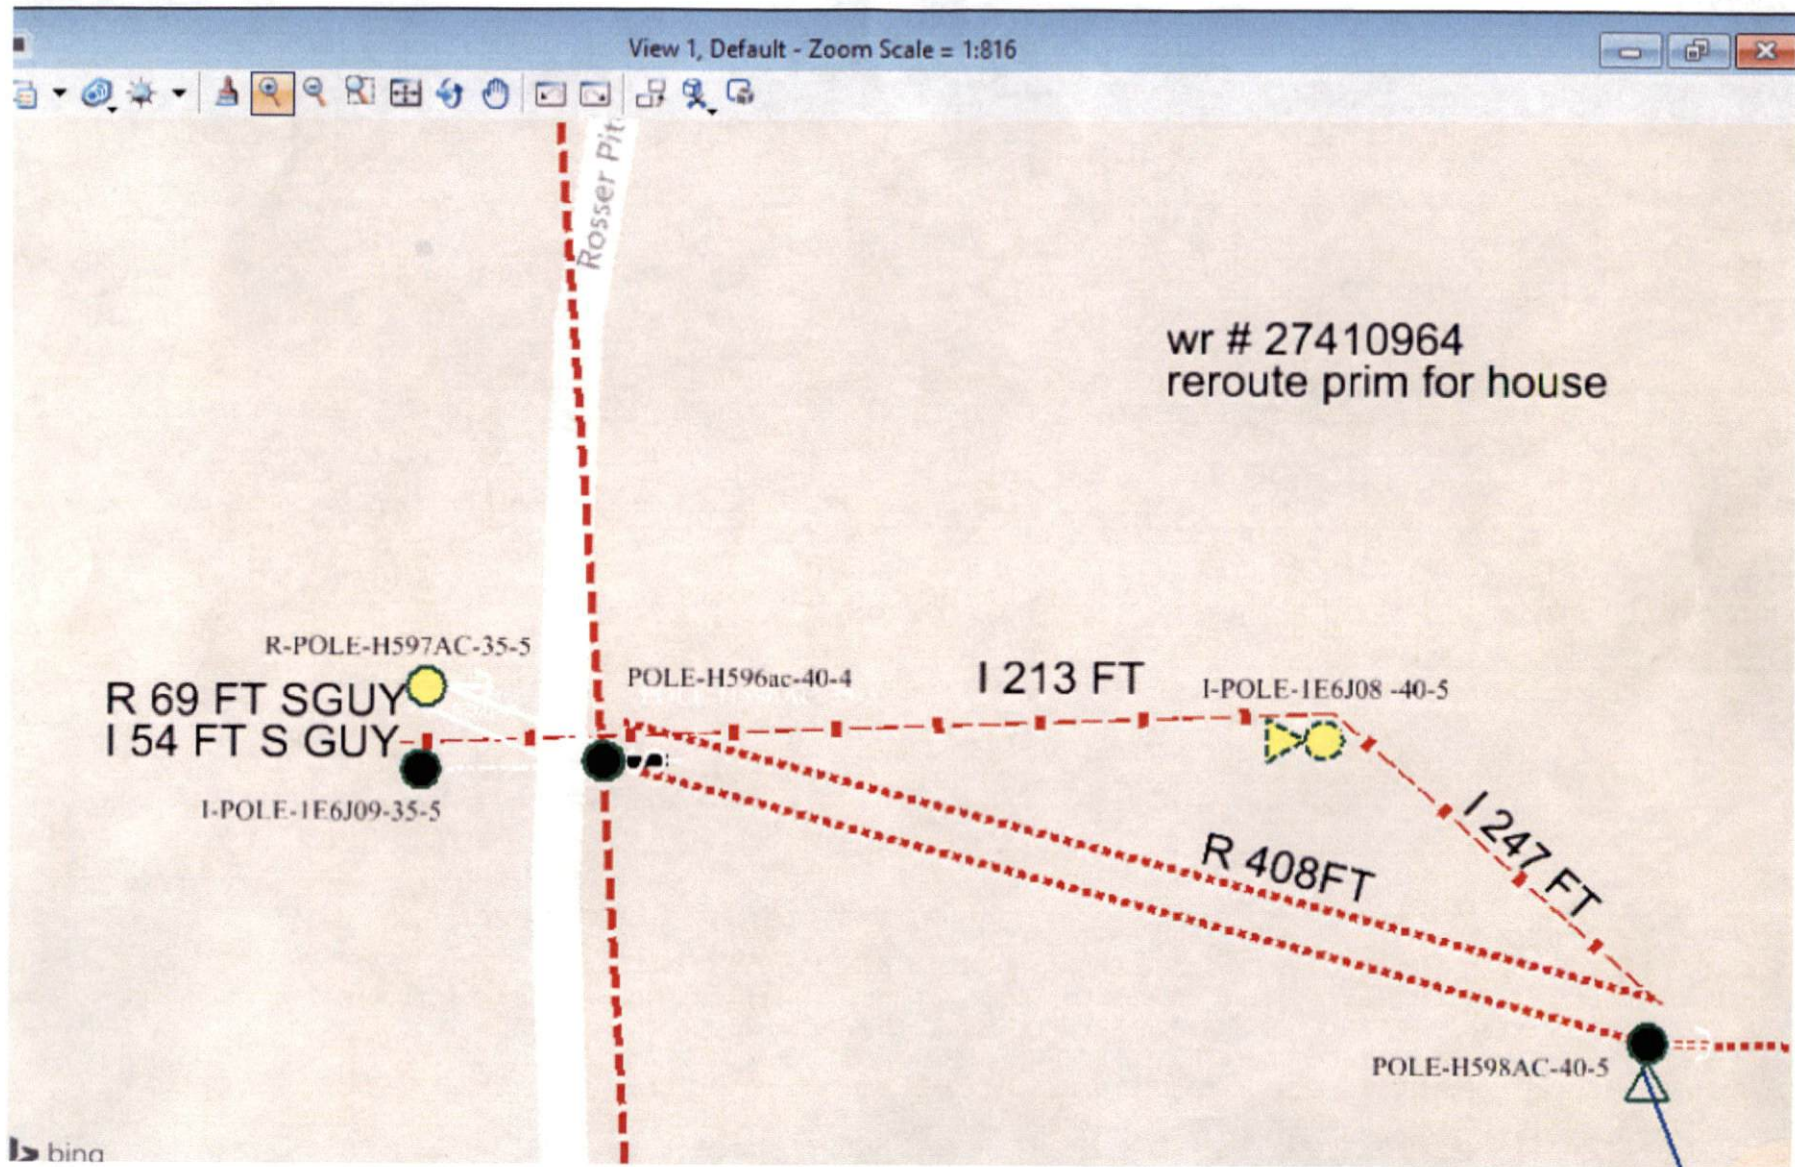 View 1, Default - Zoom Scale = 1:816
Rosser Pit
wr # 27410964
reroute prim for house
R-POLE-H597AC-35-5
R 69 FT SGUY
I 54 FT S GUY
I-POLE-1E6J09-35-5
POLE-H596ac-40-4
I 213 FT
I-POLE-1E6J08 -40-5
I 247 FT
R 408FT
POLE-H598AC-40-5
bing